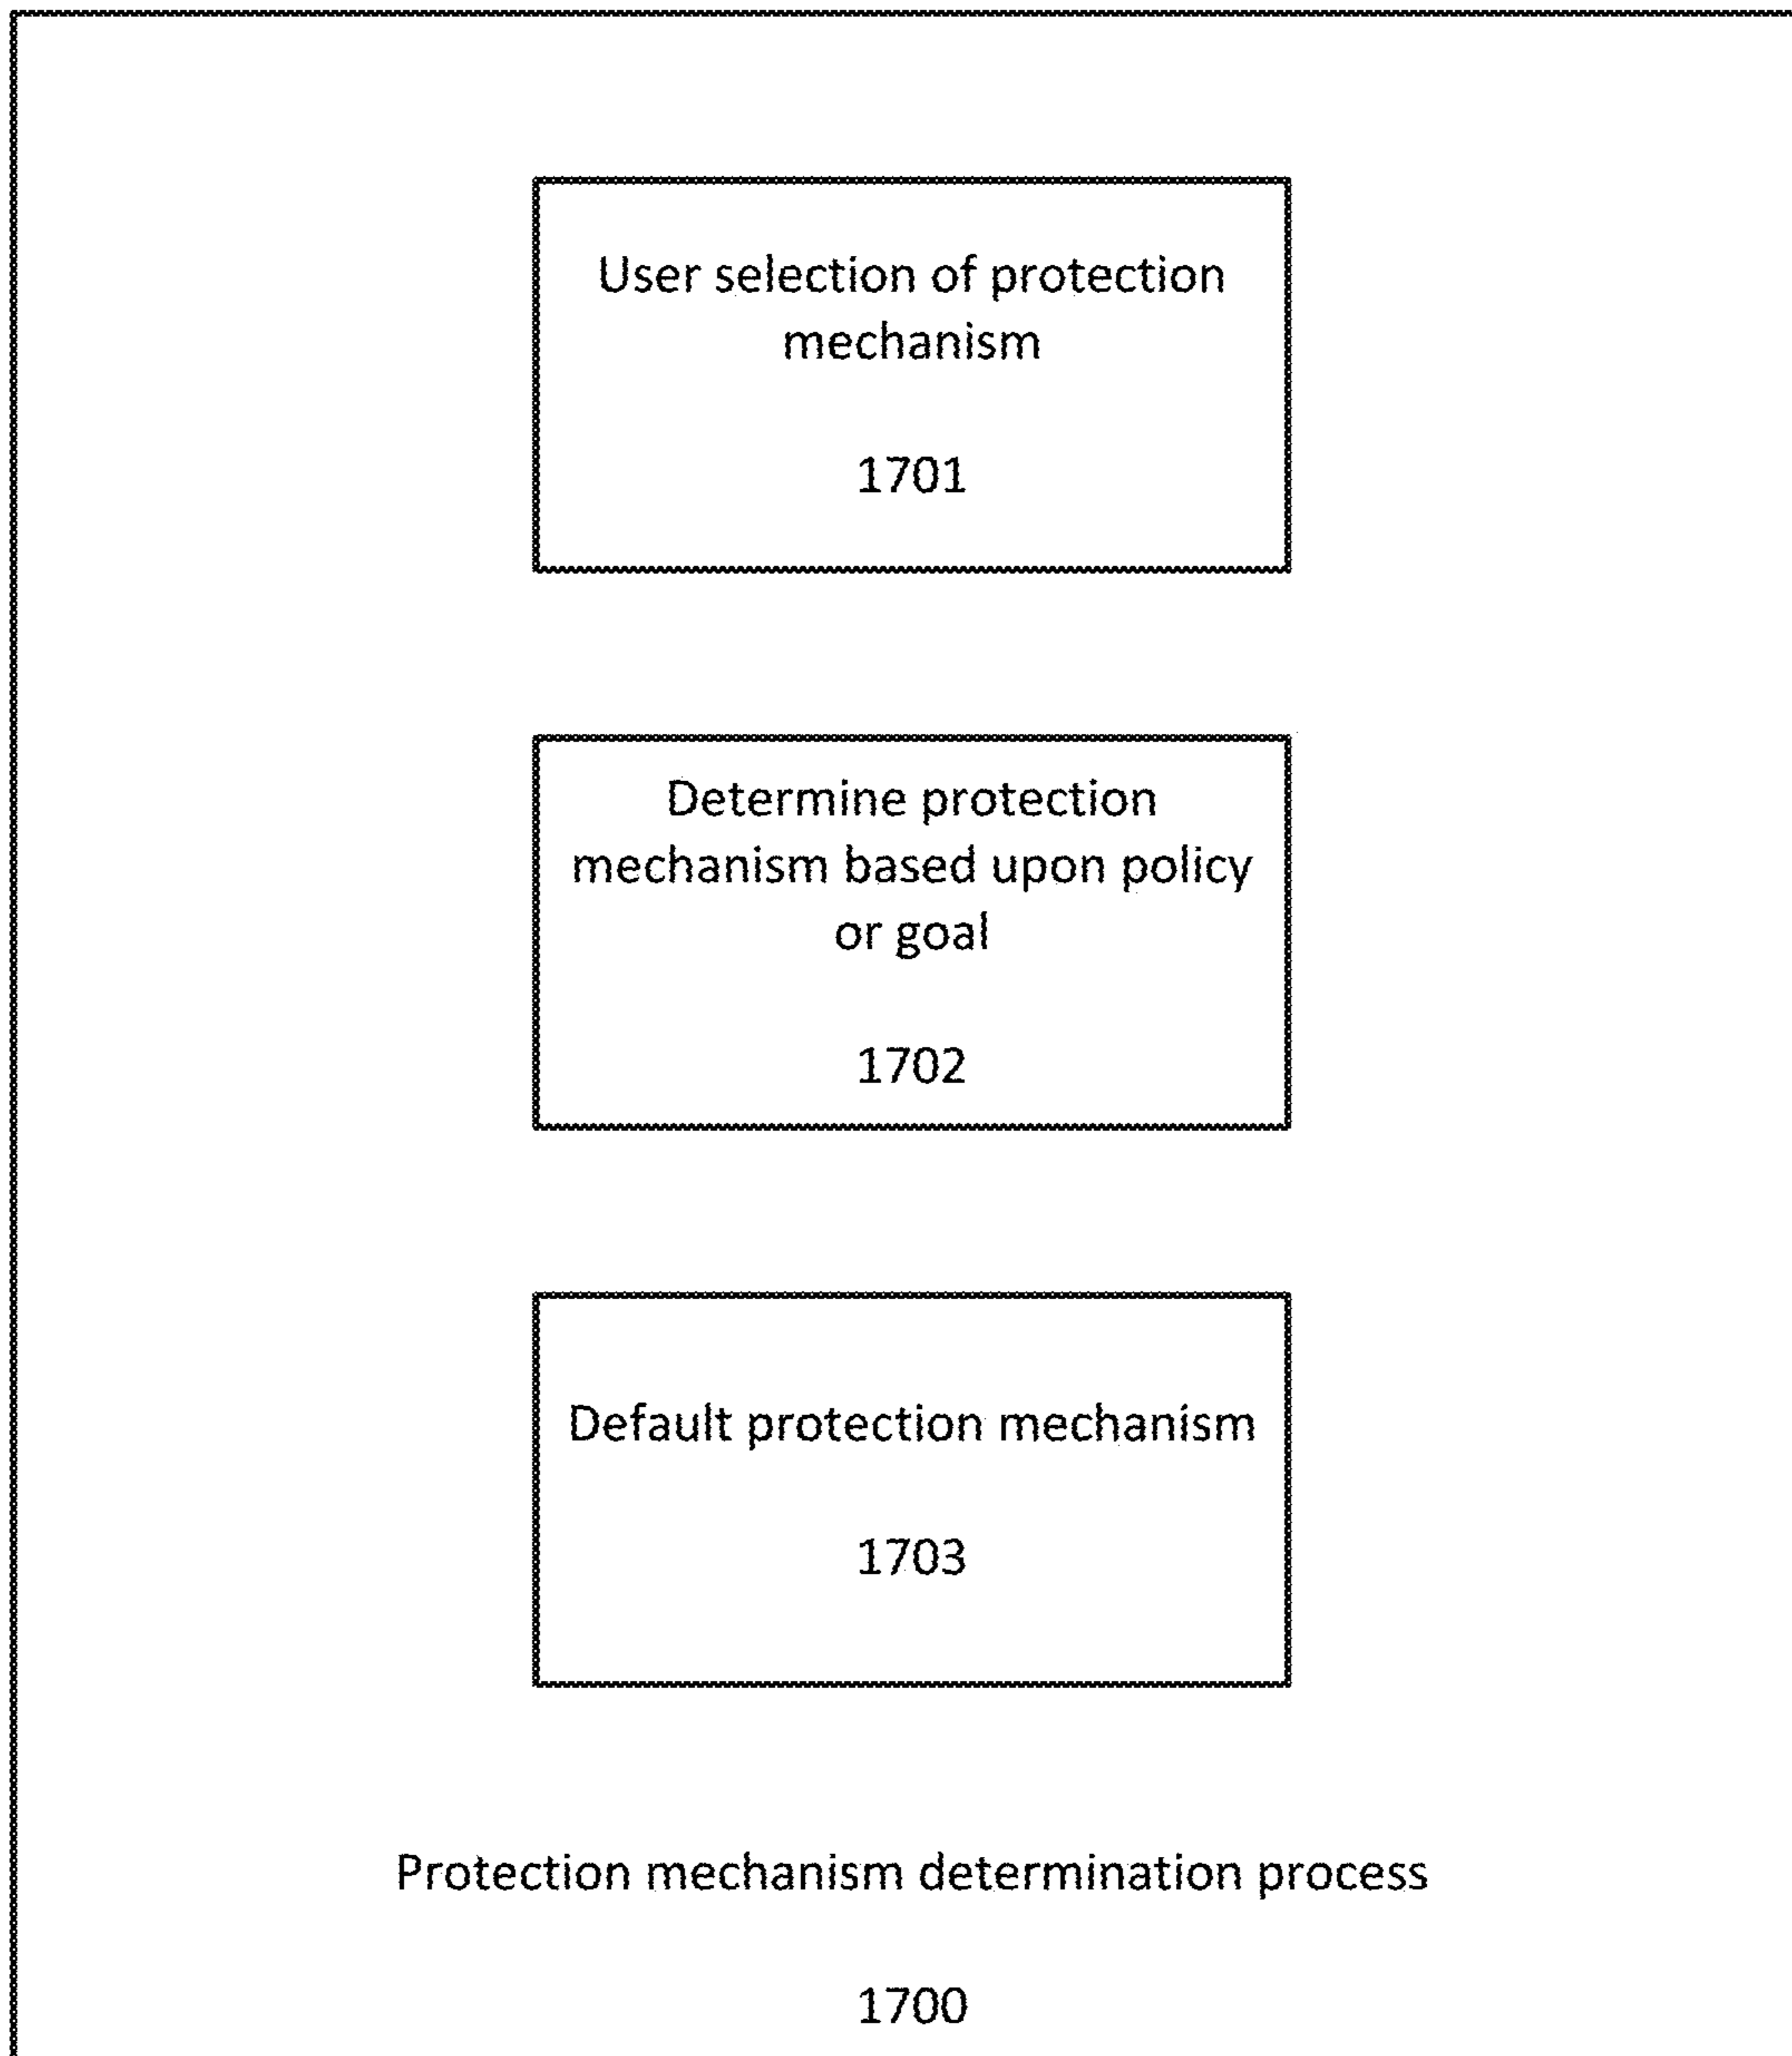 User selection of protection
mechanism
1701
Determine protection
mechanism based upon policy
or goal
1702
Default protection mechanism
1703
Protection mechanism determination process
1700